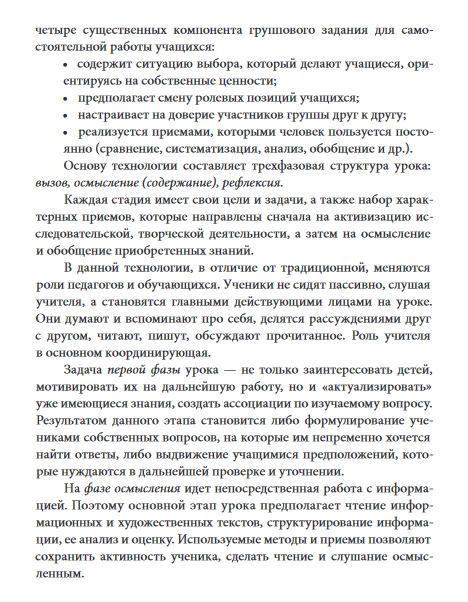 четыре существенных компонента группового задания для само-
стоятельной работы учащихся:
• содержит ситуацию выбора, который делают учащиеся, ори-
ентируясь на собственные ценности;
• предполагает смену ролевых позиций учащихся;
• настраивает на доверие участников группы друг к другу;
• реализуется приемами, которыми человек пользуется посто-
янно (сравнение, систематизация, анализ, обобщение и др.).
Основу технологии составляет трехфазовая структура урока:
вызов, осмысление (содержание), рефлексия.
Каждая стадия имеет свои цели и задачи, а также набор харак-
терных приемов, которые направлены сначала на активизацию ис-
следовательской, творческой деятельности, а затем на осмысление
и обобщение приобретенных знаний.
В данной технологии, в отличие от традиционной, меняются
роли педагогов и обучающихся. Ученики не сидят пассивно, слушая
учителя, а становятся главными действующими лицами на уроке.
Они думают и вспоминают про себя, делятся рассуждениями друг
с другом, читают, пишут, обсуждают прочитанное. Роль учителя
в основном координирующая.
Задача первой фазы урока — не только заинтересовать детей,
мотивировать их на дальнейшую работу, но и «актуализировать»
уже имеющиеся знания, создать ассоциации по изучаемому вопросу.
Результатом данного этапа становится либо формулирование уче-
никами собственных вопросов, на которые им непременно хочется
найти ответы, либо выдвижение учащимися предположений, кото-
рые нуждаются в дальнейшей проверке и уточнении.
На фазе осмысления идет непосредственная работа с информа-
цией. Поэтому основной этап урока предполагает чтение инфор-
мационных и художественных текстов, структурирование информа-
ции, ее анализ и оценку. Используемые методы и приемы позволяют
сохранить активность ученика, сделать чтение и слушание осмыс-
ленным.